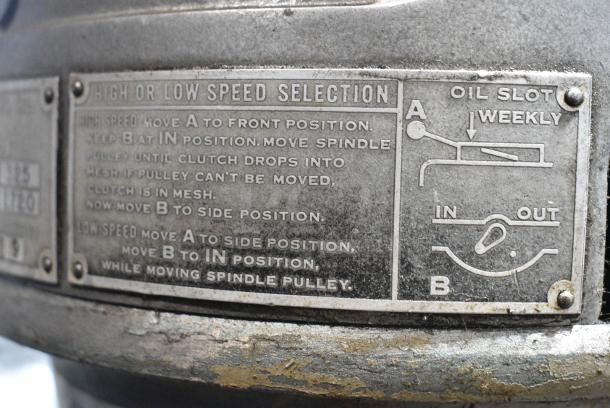 HIGH OR LOW SPEED SELECTION
HIGH SPEED MOVE A TO FRONT POSITION.
KEEP B AT IN POSITION. MOVE SPINDLE
PULLEY UNTIL CLUTCH DROPS INTO
MESH IF PULLEY CAN'T BE MOVED,
CLUTCH IS IN MESH.
NOW MOVE B TO SIDE POSITION.
LOW SPEED MOVE A TO SIDE POSITION,
MOVE B TO IN POSITION,
WHILE MOVING SPINDLE PULLEY.
OIL SLOT
WEEKLY
A
IN OUT
B